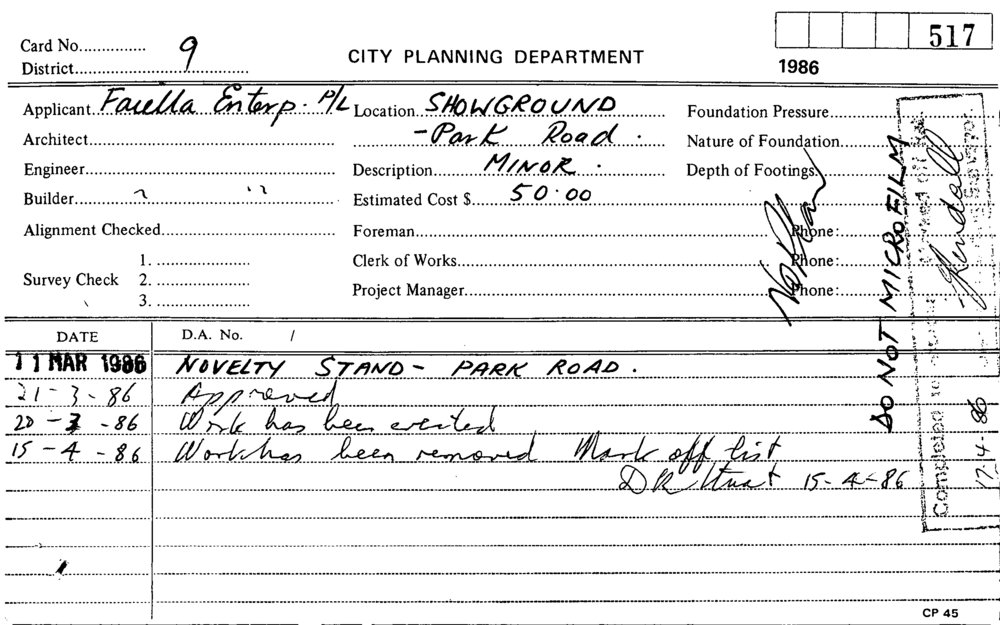 Card No............... 9
District
CITY PLANNING DEPARTMENT
517
1986
Applicant Faella Enterp. P/L
Architect
Engineer
Builder " "
Alignment Checked
Survey Check 1.
2.
3.
Location SHOWGROUND
- Park Road.
Description MINOR.
Estimated Cost $ 50.00
Foreman Phone:
Clerk of Works Phone:
Project Manager Phone:
Foundation Pressure
Nature of Foundation
Depth of Footings
No Plan
DO NOT MICROFILM
Completed to
17-4-86
DATE D.A. No. /
11 MAR 1986 NOVELTY STAND - PARK ROAD.
21-3-86 Approved
20-3-86 Work has been erected
15-4-86 Work has been removed Mark off list
15-4-86
CP 45